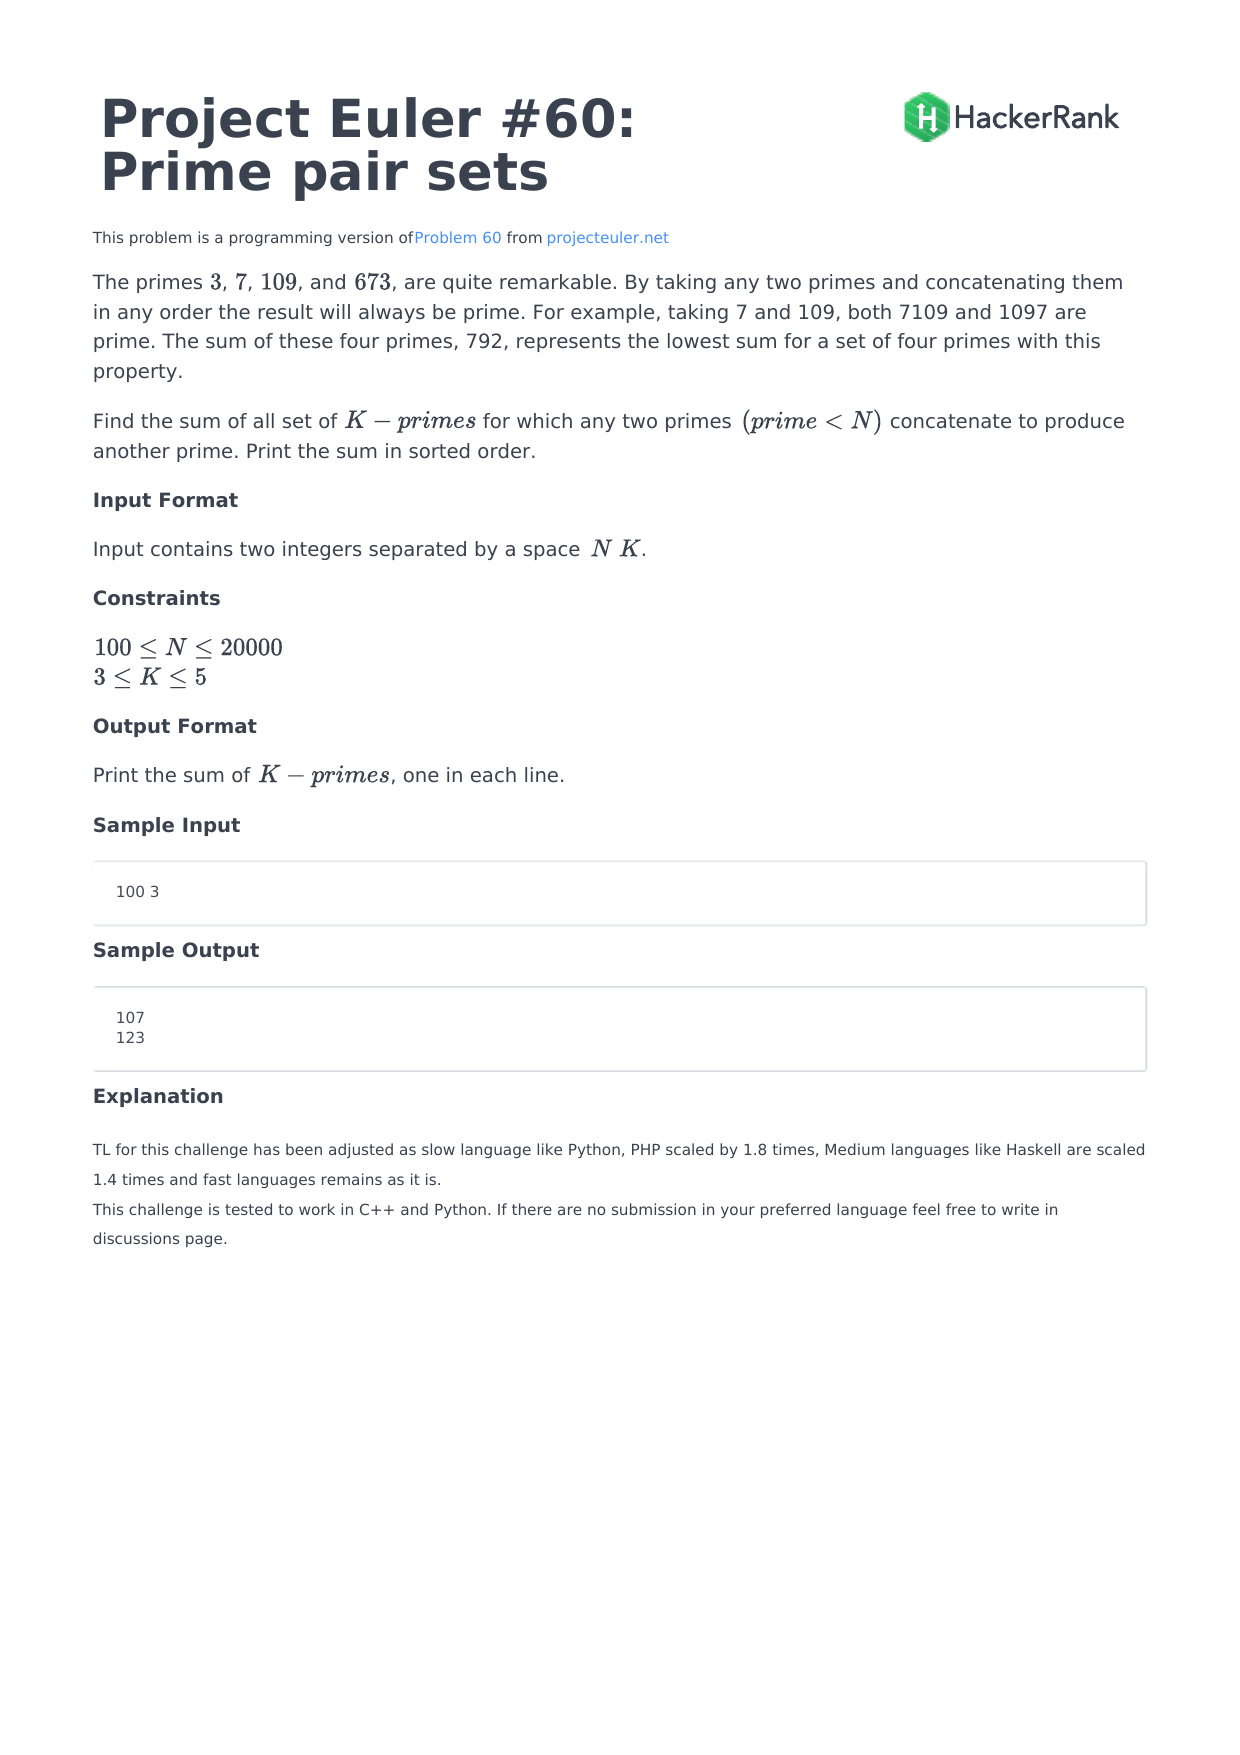 Project Euler #60:
Prime pair sets
HackerRank
This problem is a programming version ofProblem 60 from projecteuler.net
The primes 3, 7, 109, and 673, are quite remarkable. By taking any two primes and concatenating them
in any order the result will always be prime. For example, taking 7 and 109, both 7109 and 1097 are
prime. The sum of these four primes, 792, represents the lowest sum for a set of four primes with this
property.
Find the sum of all set of K − primes for which any two primes (prime < N) concatenate to produce
another prime. Print the sum in sorted order.
Input Format
Input contains two integers separated by a space N K.
Constraints
100 ≤ N ≤ 20000
3 ≤ K ≤ 5
Output Format
Print the sum of K − primes, one in each line.
Sample Input
100 3
Sample Output
107
123
Explanation
TL for this challenge has been adjusted as slow language like Python, PHP scaled by 1.8 times, Medium languages like Haskell are scaled
1.4 times and fast languages remains as it is.
This challenge is tested to work in C++ and Python. If there are no submission in your preferred language feel free to write in
discussions page.